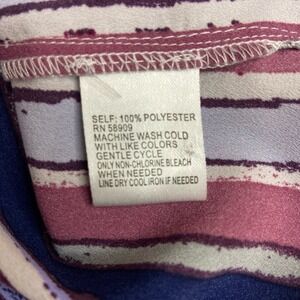 SELF: 100% POLYESTER
RN 58909
MACHINE WASH COLD
WITH LIKE COLORS
GENTLE CYCLE
ONLY NON-CHLORINE BLEACH
WHEN NEEDED
LINE DRY COOL IRON IF NEEDED